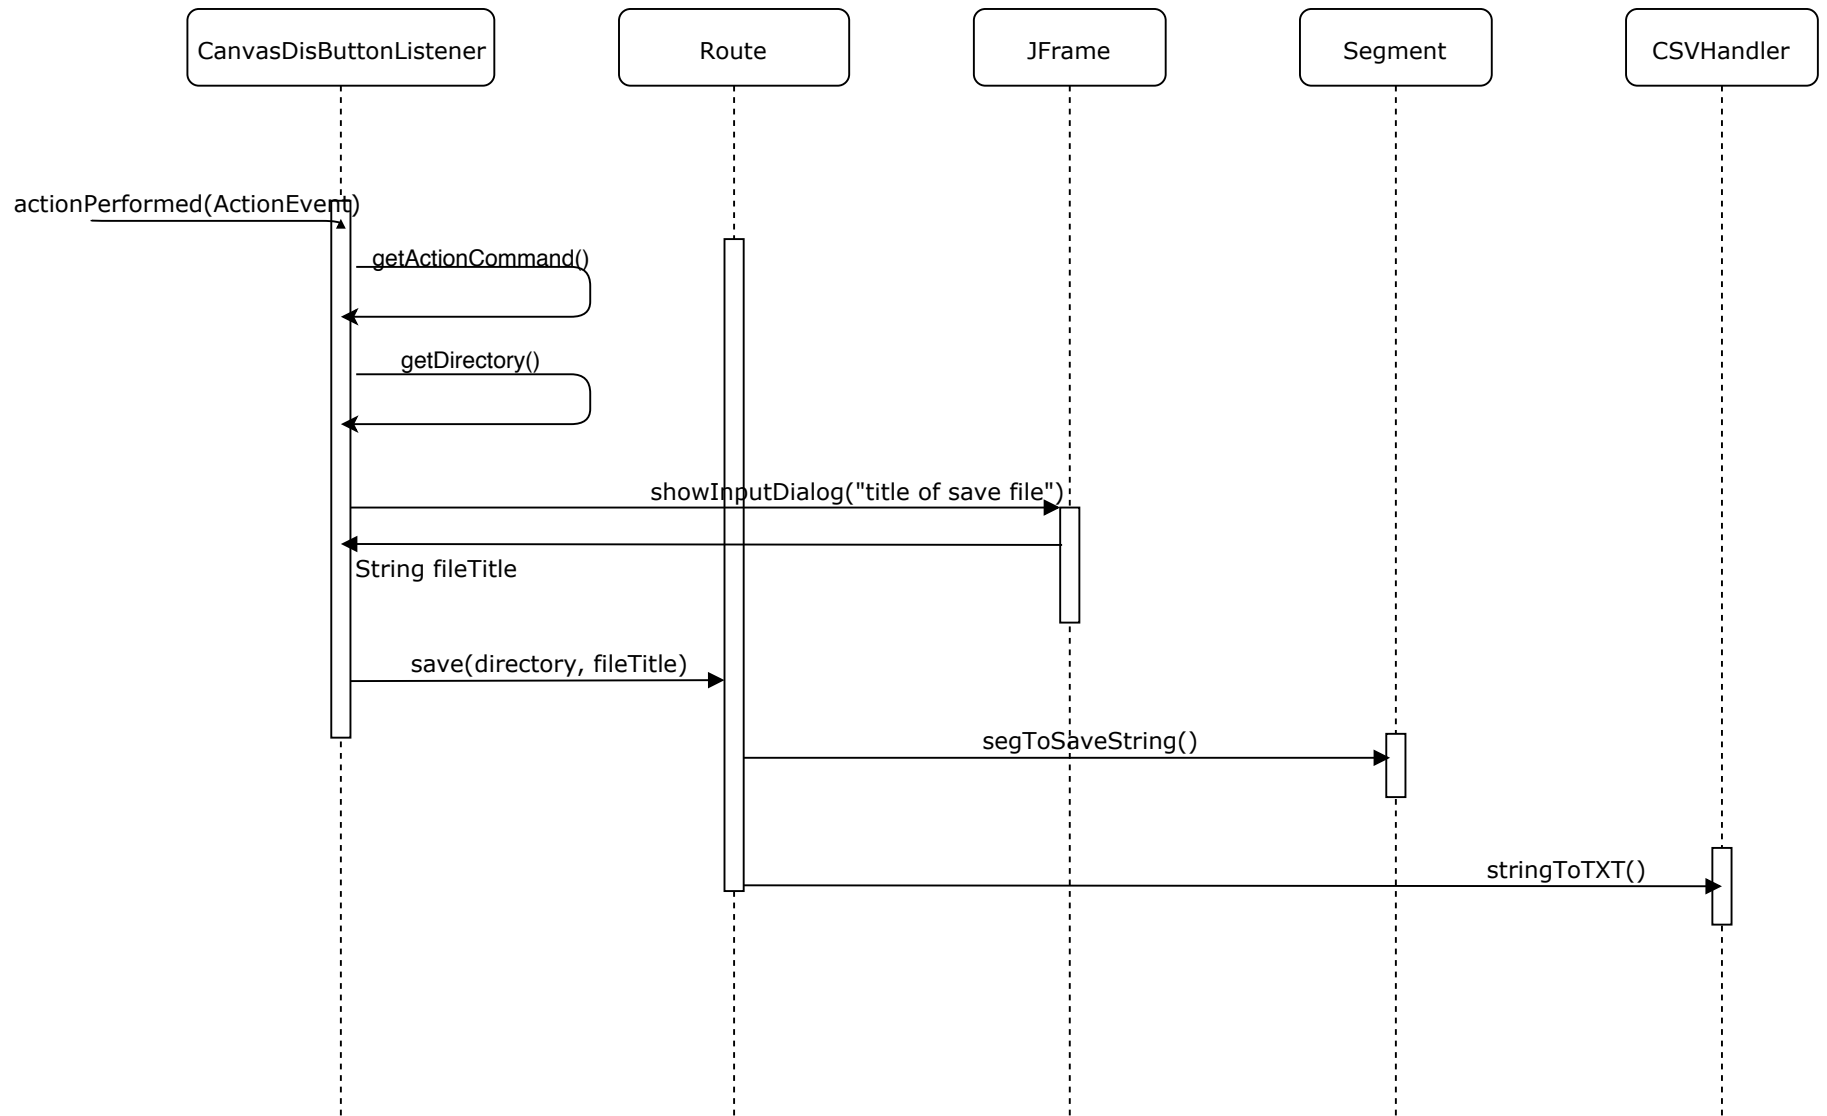 CanvasDisButtonListener
Route
JFrame
Segment
CSVHandler
actionPerformed(ActionEvent)
getActionCommand()
getDirectory()
showInputDialog("title of save file")
String fileTitle
save(directory, fileTitle)
segToSaveString()
stringToTXT()